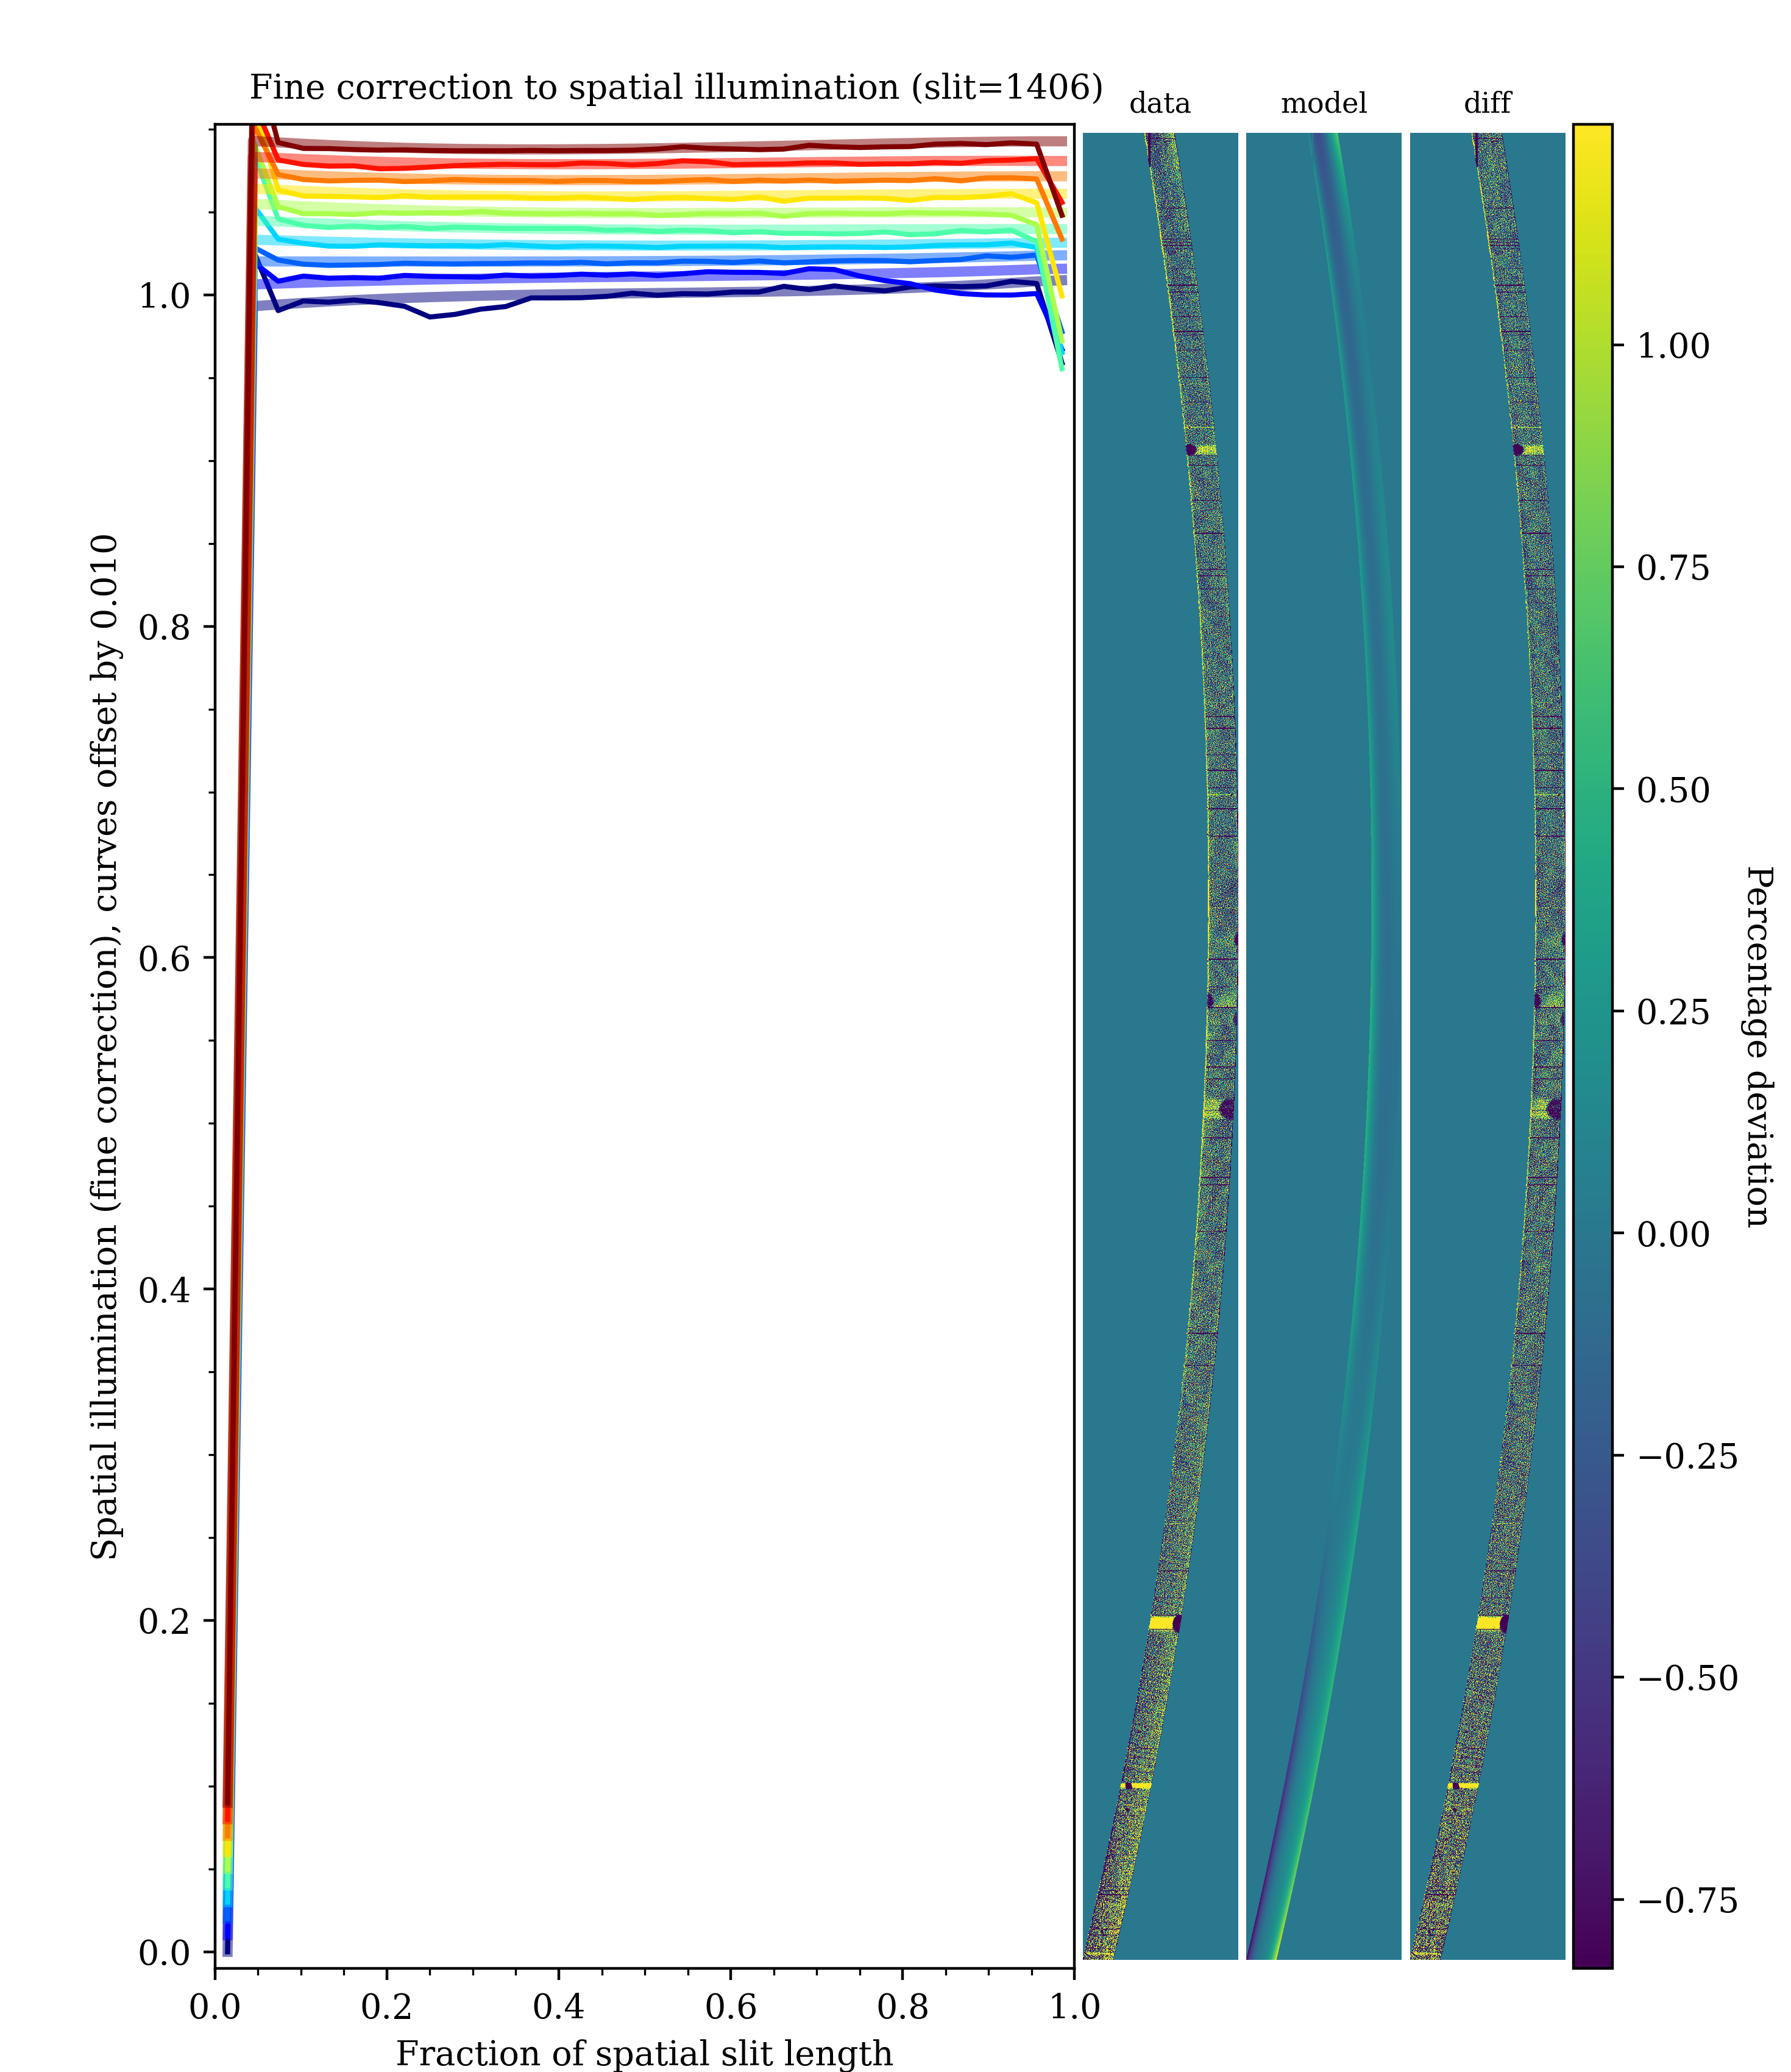 Fine correction to spatial illumination (slit=1406)
data
model
diff
Spatial illumination (fine correction), curves offset by 0.010
1.0
0.8
0.6
0.4
0.2
0.0
0.0
0.2
0.4
0.6
0.8
1.0
Fraction of spatial slit length
1.00
0.75
0.50
0.25
0.00
−0.25
−0.50
−0.75
Percentage deviation